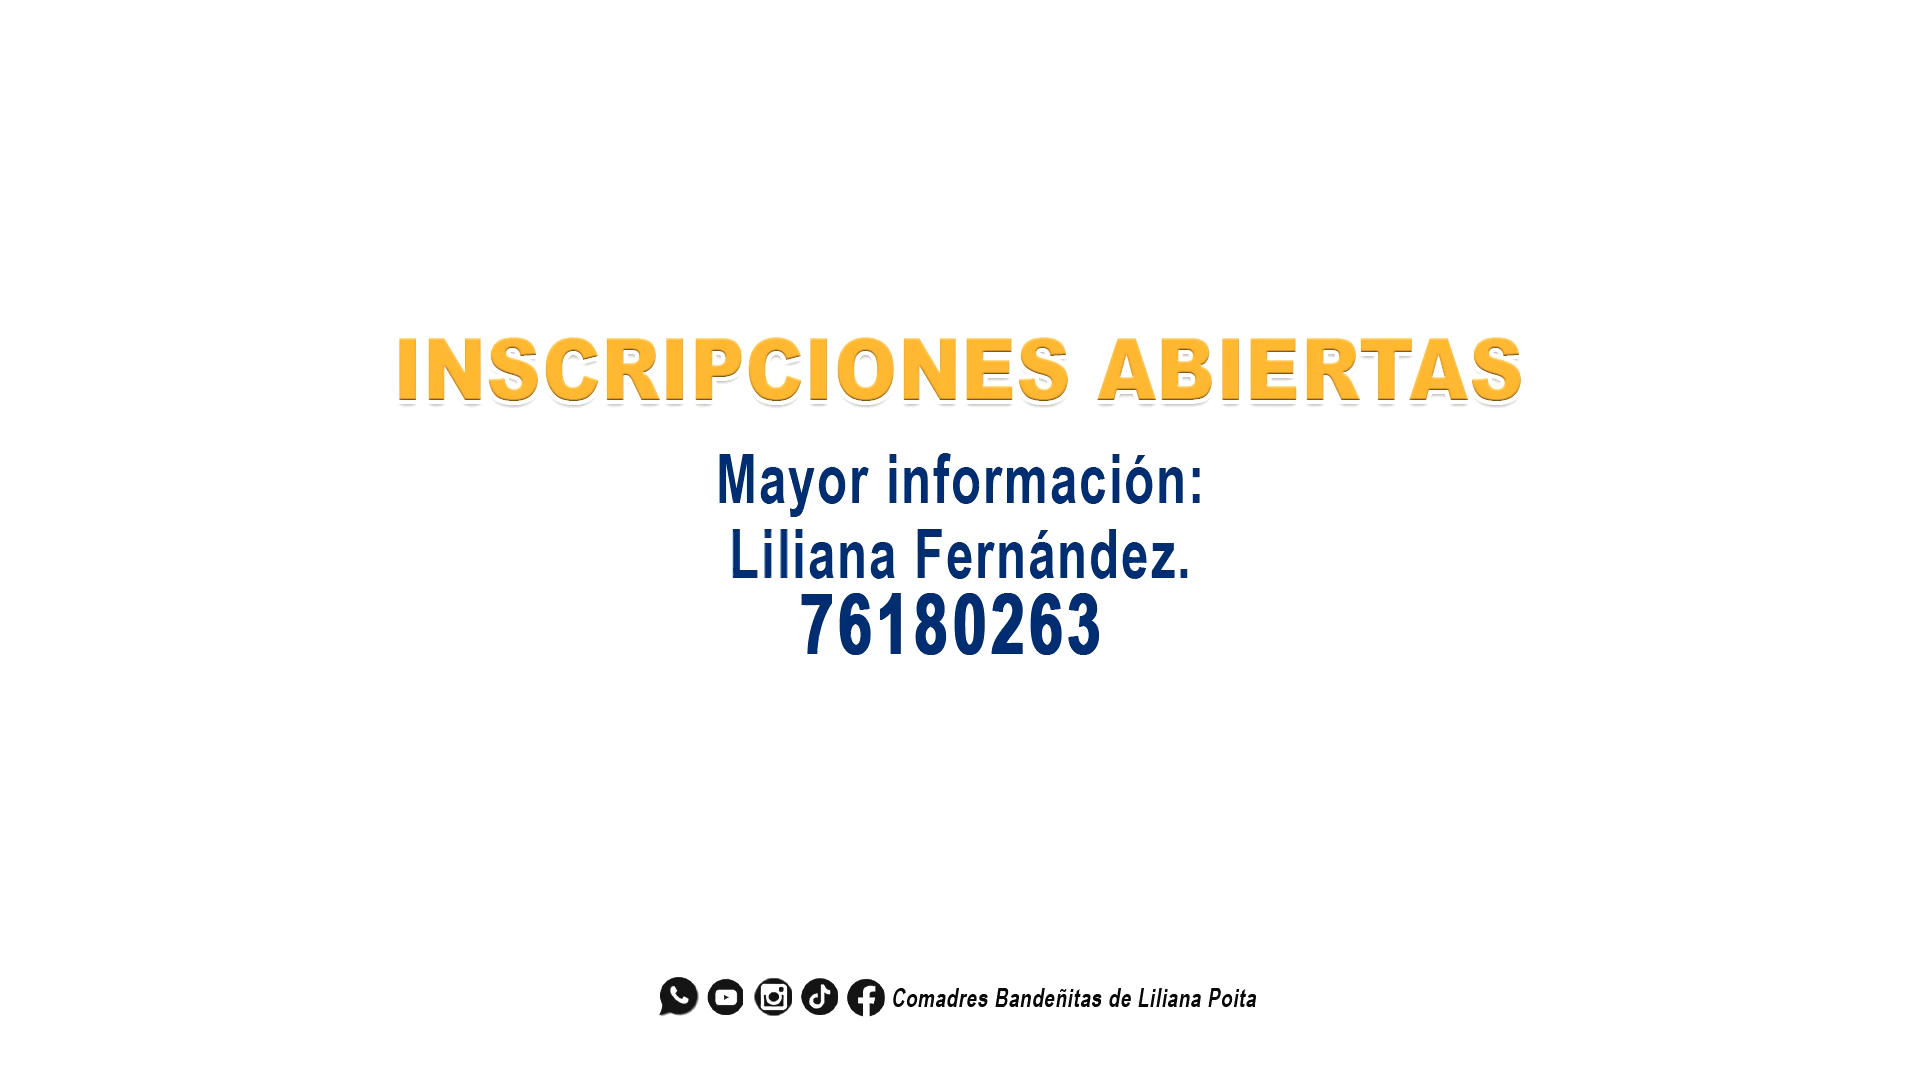 INSCRIPCIONES ABIERTAS
Mayor información:
Liliana Fernández.
76180263
Comadres Bandeñitas de Liliana Poita